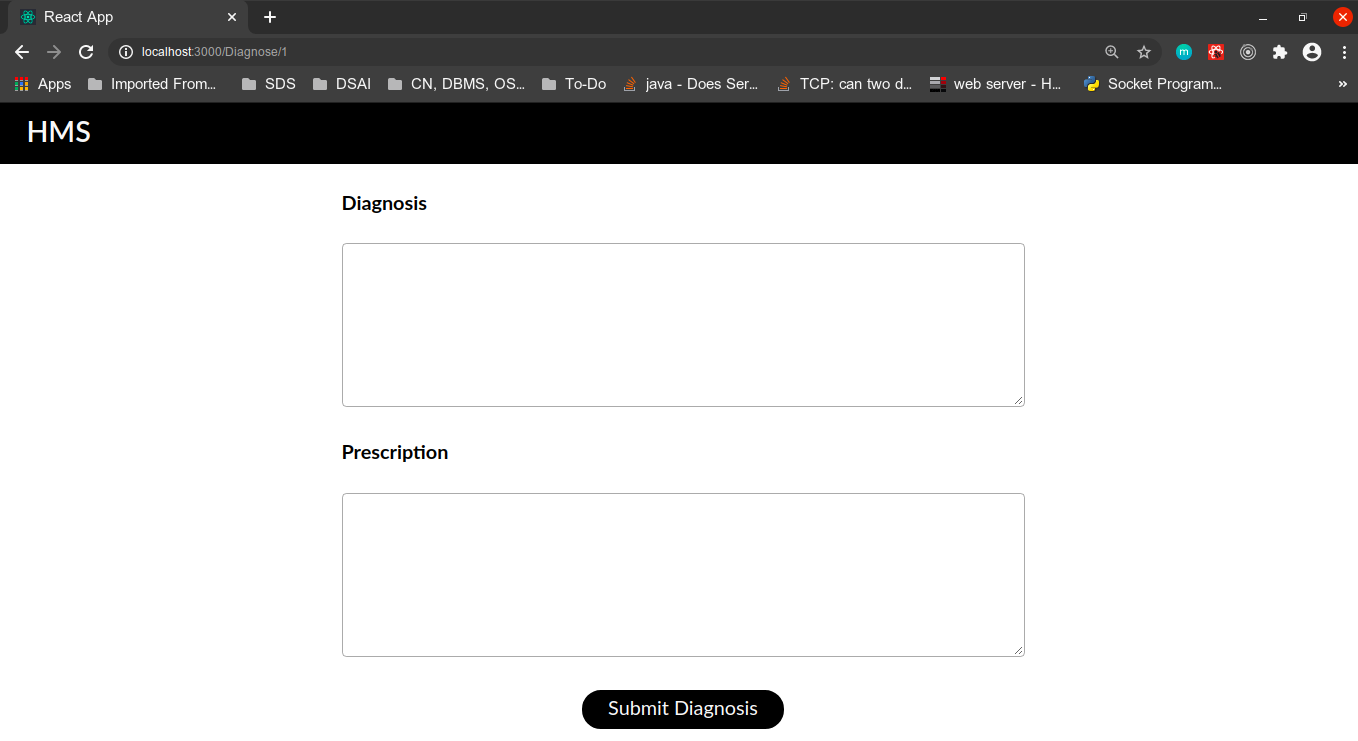 React App
localhost:3000/Diagnose/1
m
Apps Imported From... SDS DSAI CN, DBMS, OS... To-Do java - Does Ser... TCP: can two d... web server - H... Socket Program... »
HMS
Diagnosis
Prescription
Submit Diagnosis